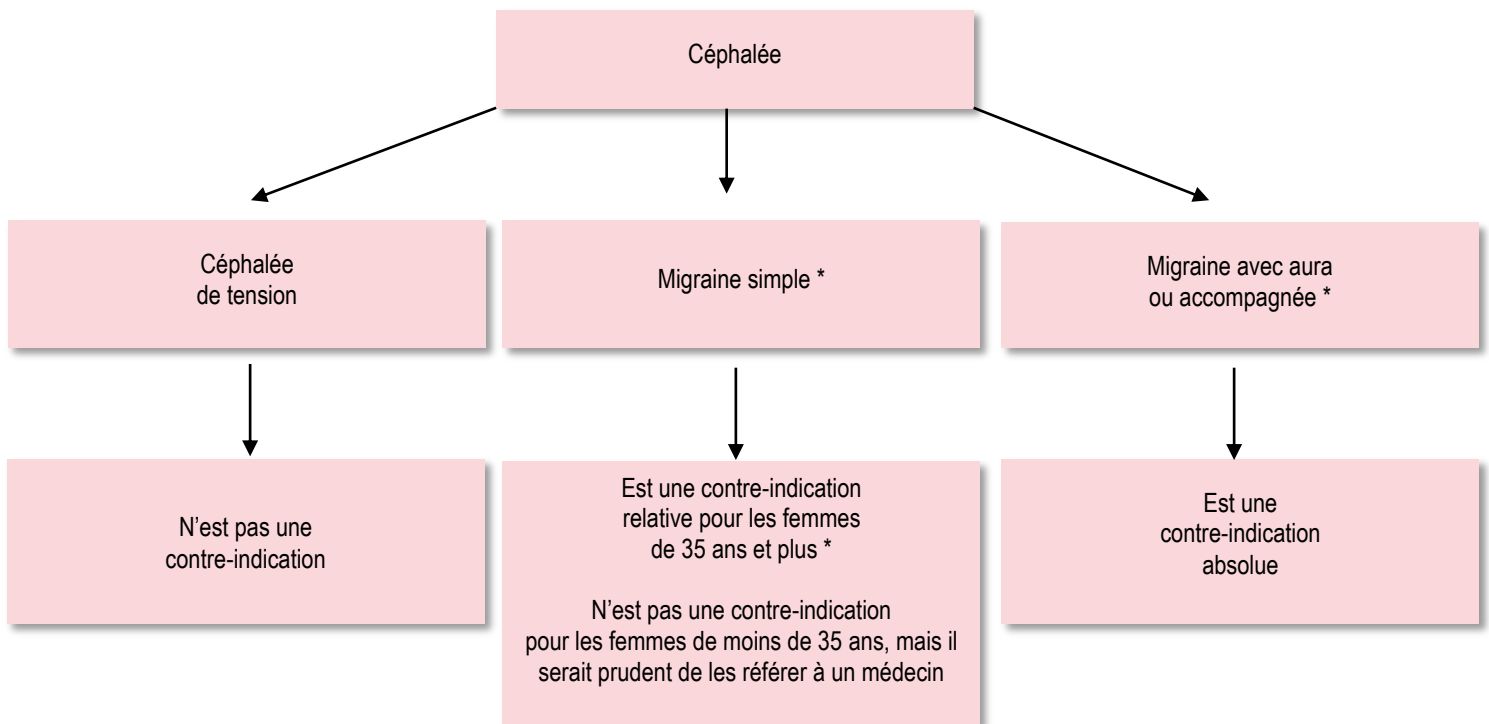 Céphalée
Céphalée
de tension
Migraine simple *
Migraine avec aura
ou accompagnée *
N’est pas une
contre-indication
Est une contre-indication
relative pour les femmes
de 35 ans et plus *
N’est pas une contre-indication
pour les femmes de moins de 35 ans, mais il
serait prudent de les référer à un médecin
Est une
contre-indication
absolue